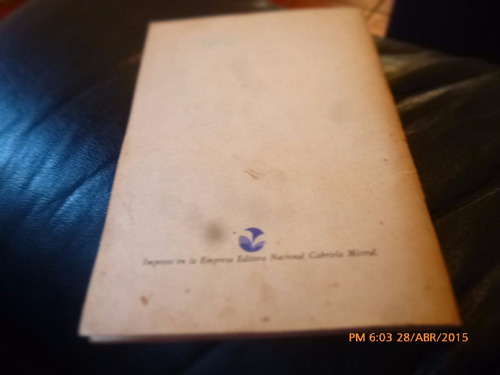 Impreso en la Empresa Editora Nacional Gabriela Mistral.
PM 6:03 28/ABR/2015